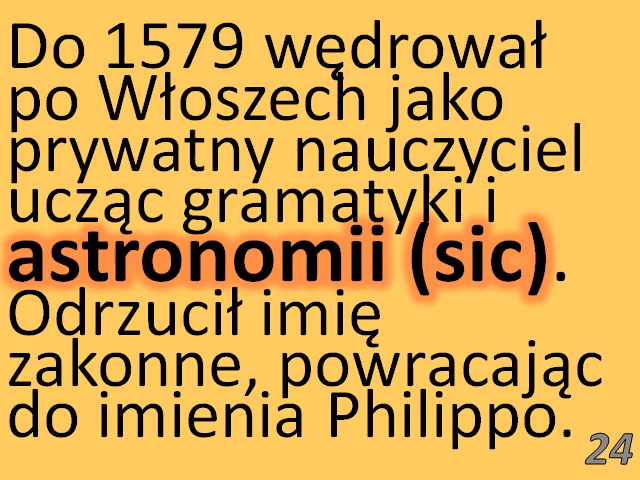 Do 1579 wędrował
po Włoszech jako
prywatny nauczyciel
ucząc gramatyki i
astronomii (sic).
Odrzucił imię
zakonne, powracając
do imienia Philippo.
24